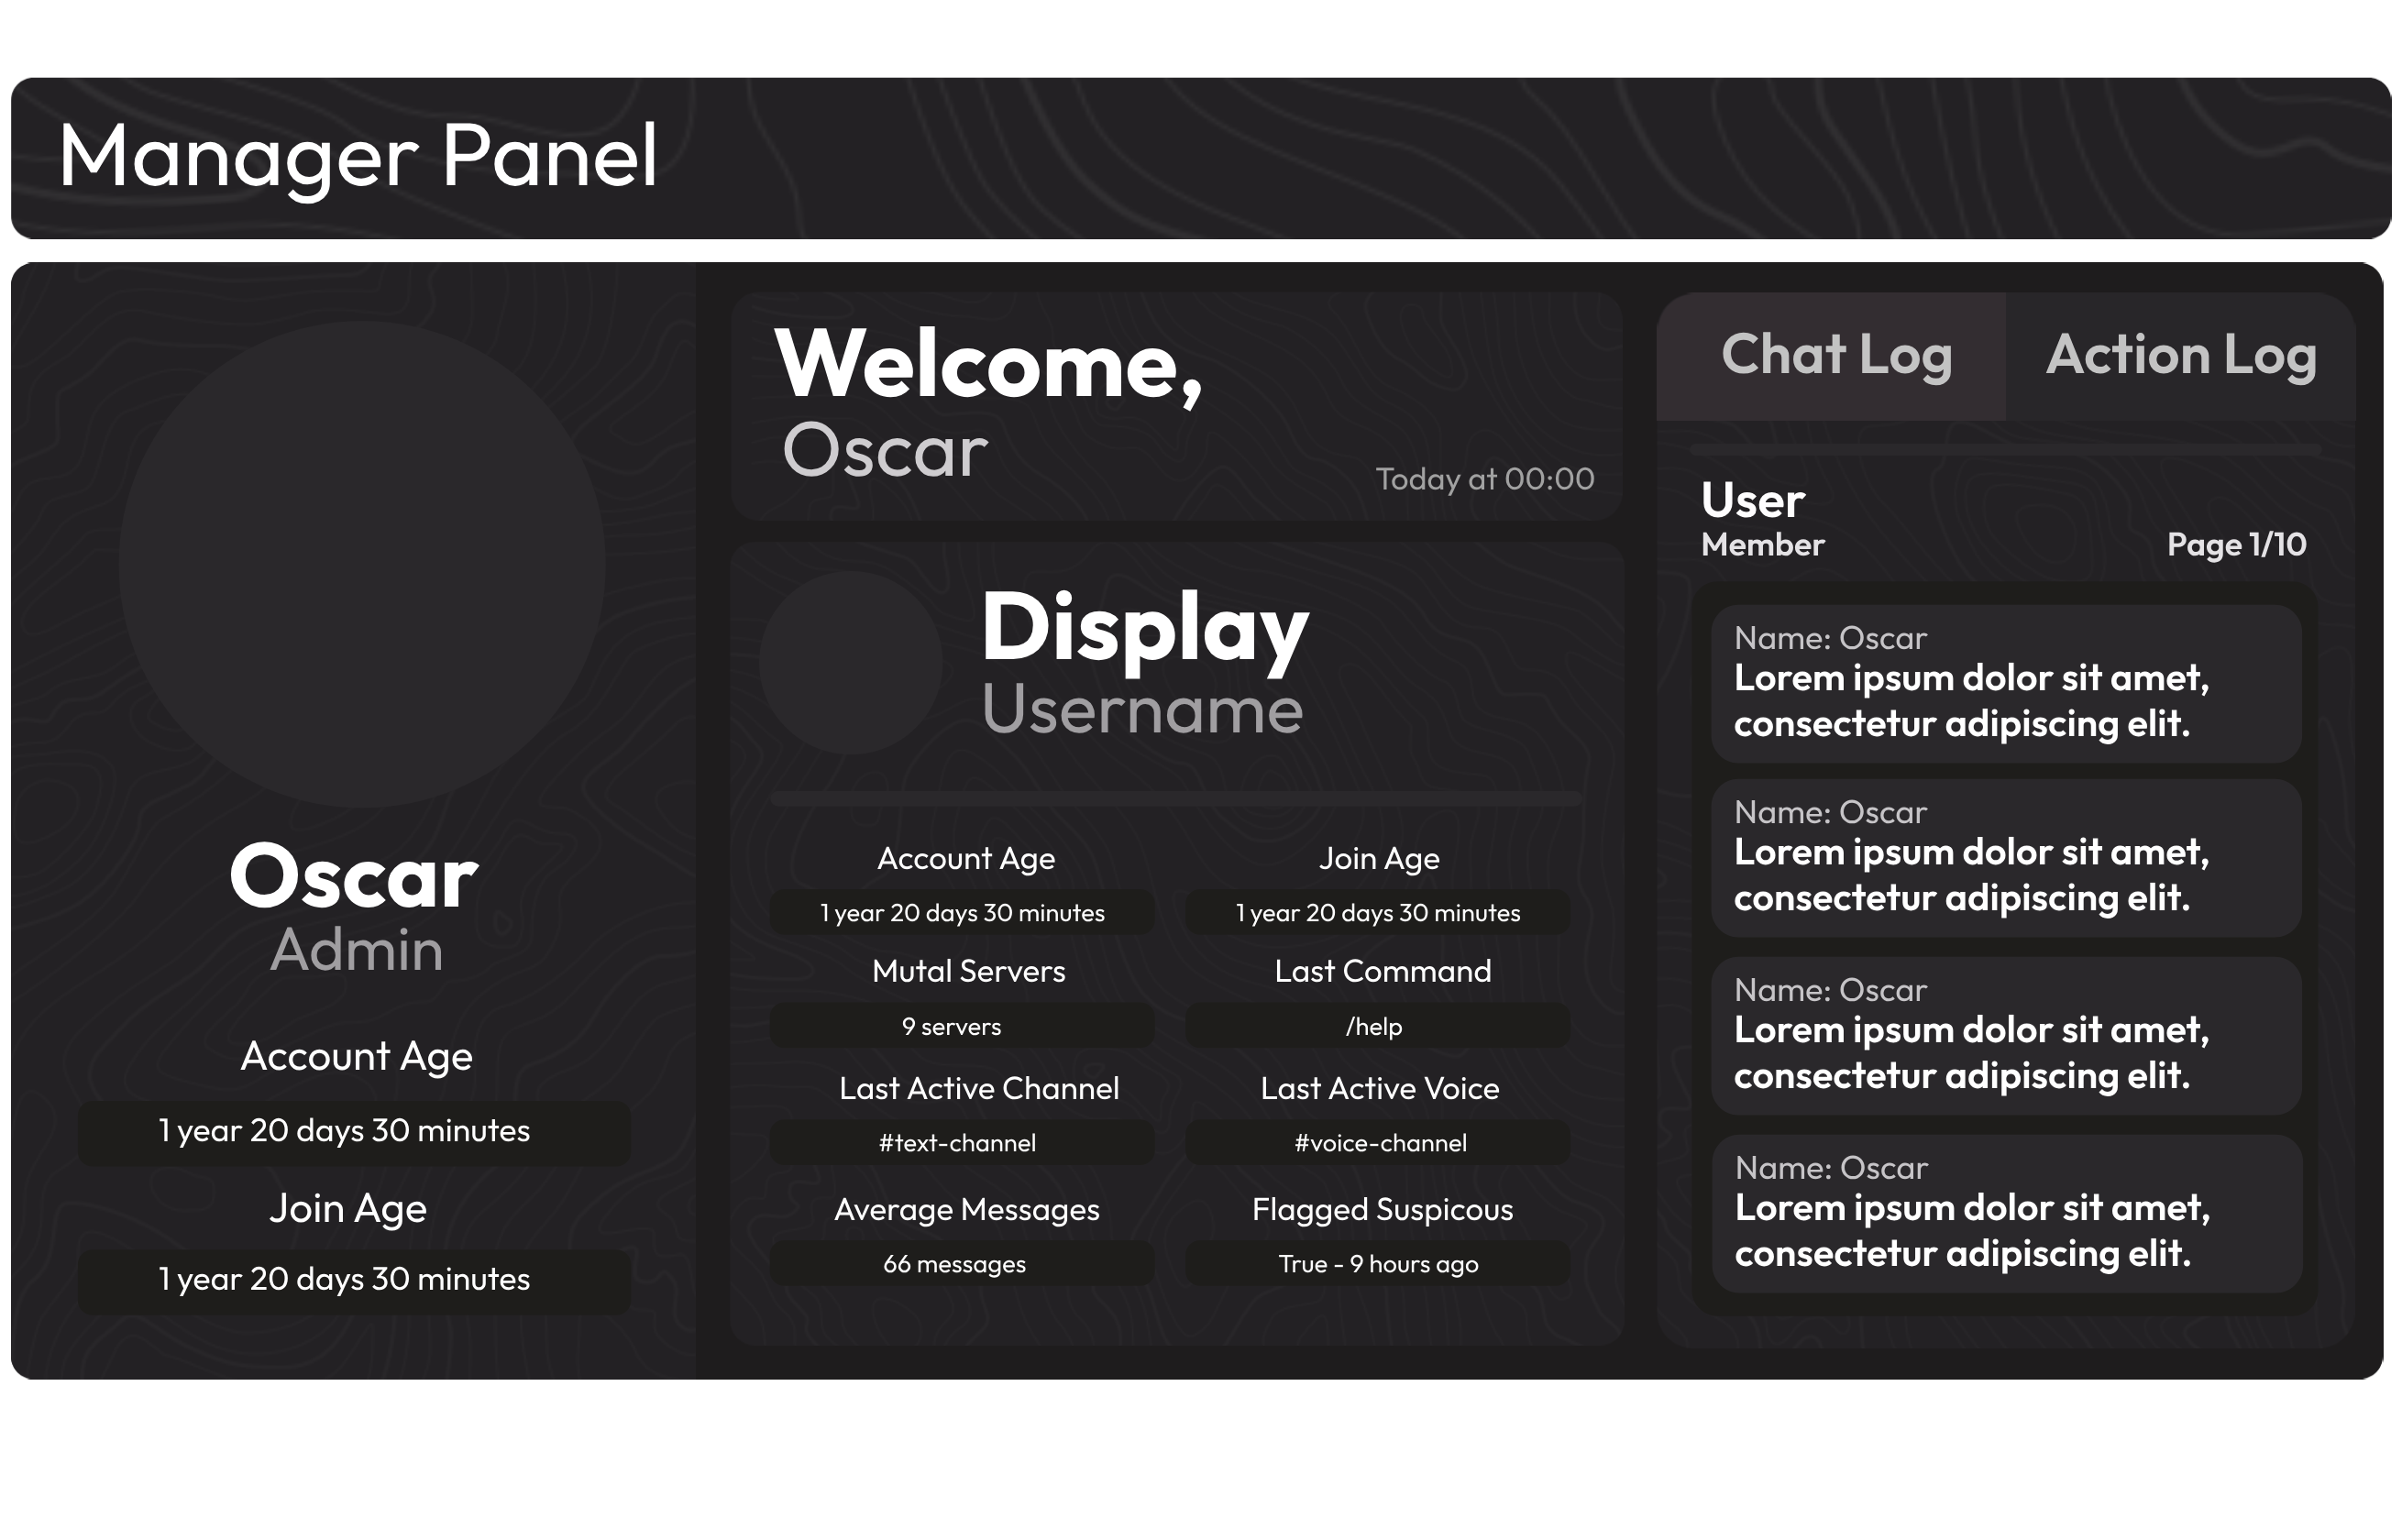 Manager Panel
Oscar
Admin
Account Age
1 year 20 days 30 minutes
Join Age
1 year 20 days 30 minutes
Welcome,
Oscar
Today at 00:00
Display
Username
Account Age
Join Age
1 year 20 days 30 minutes
1 year 20 days 30 minutes
Mutal Servers
Last Command
9 servers
/help
Last Active Channel
Last Active Voice
#text-channel
#voice-channel
Average Messages
Flagged Suspicous
66 messages
True - 9 hours ago
Chat Log
Action Log
User
Member
Page 1/10
Name: Oscar
Lorem ipsum dolor sit amet,
consectetur adipiscing elit.
Name: Oscar
Lorem ipsum dolor sit amet,
consectetur adipiscing elit.
Name: Oscar
Lorem ipsum dolor sit amet,
consectetur adipiscing elit.
Name: Oscar
Lorem ipsum dolor sit amet,
consectetur adipiscing elit.